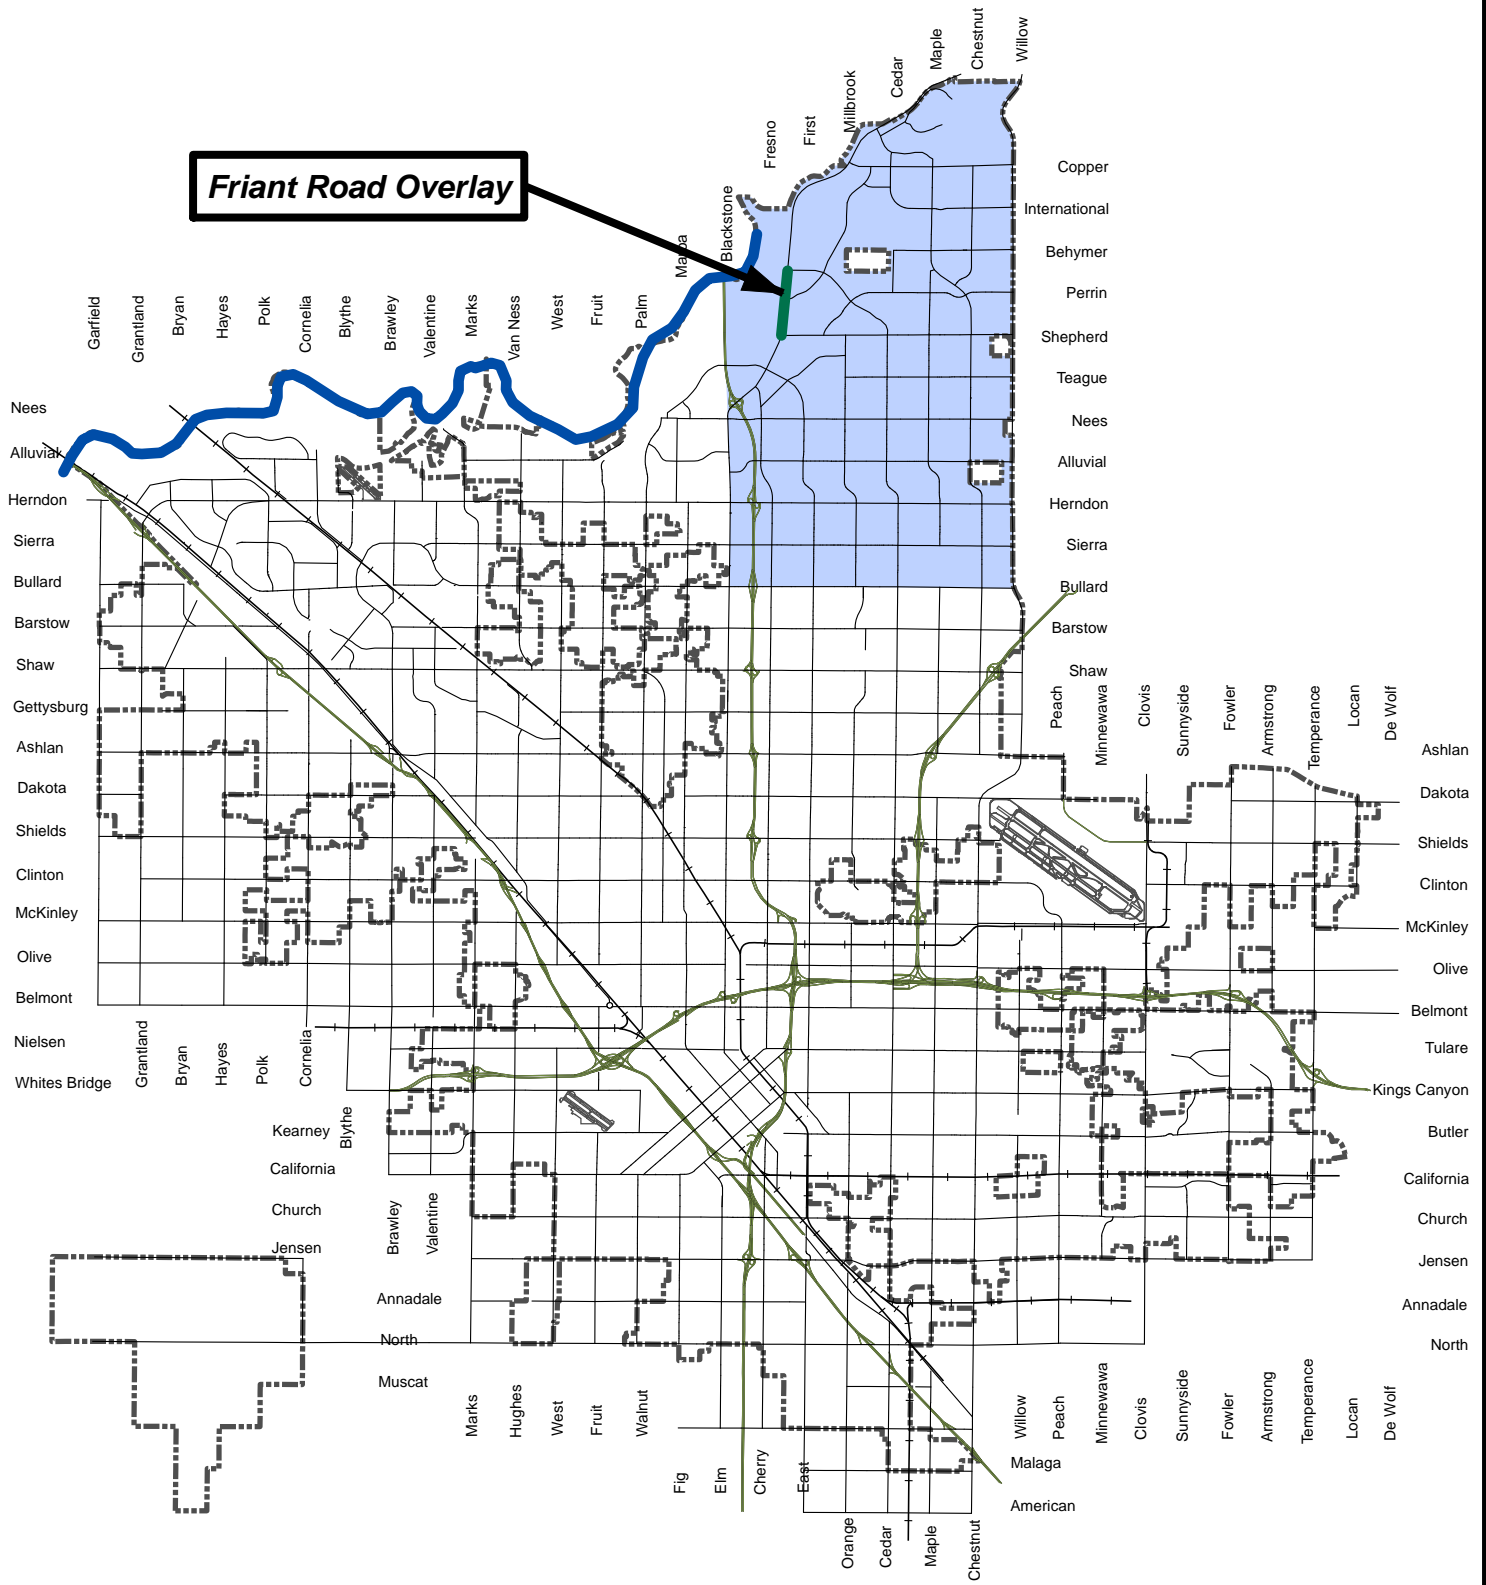 Willow
Chestnut
Maple
Cedar
Millbrook
First
Fresno
Blackstone
Friant Road Overlay
Copper
International
Behymer
Perrin
Shepherd
Teague
Nees
Alluvial
Herndon
Sierra
Bullard
Barstow
Shaw
Garfield
Grantland
Bryan
Hayes
Polk
Cornelia
Blythe
Brawley
Valentine
Marks
Van Ness
West
Fruit
Palm
Nees
Alluvial
Herndon
Sierra
Bullard
Barstow
Shaw
Gettysburg
Ashlan
Dakota
Shields
Clinton
McKinley
Olive
Belmont
Nielsen
Whites Bridge
Peach
Minnewawa
Clovis
Sunnyside
Fowler
Armstrong
Temperance
Locan
De Wolf
Ashlan
Dakota
Shields
Clinton
McKinley
Olive
Belmont
Tulare
Kings Canyon
Butler
California
Church
Jensen
Annadale
North
Grantland
Bryan
Hayes
Polk
Cornelia
Blythe
Kearney
California
Church
Jensen
Brawley
Valentine
Annadale
North
Muscat
Marks
Hughes
West
Fruit
Walnut
Fig
Elm
Cherry
East
Orange
Cedar
Maple
Chestnut
Willow
Peach
Minnewawa
Clovis
Sunnyside
Fowler
Armstrong
Temperance
Locan
De Wolf
Malaga
American